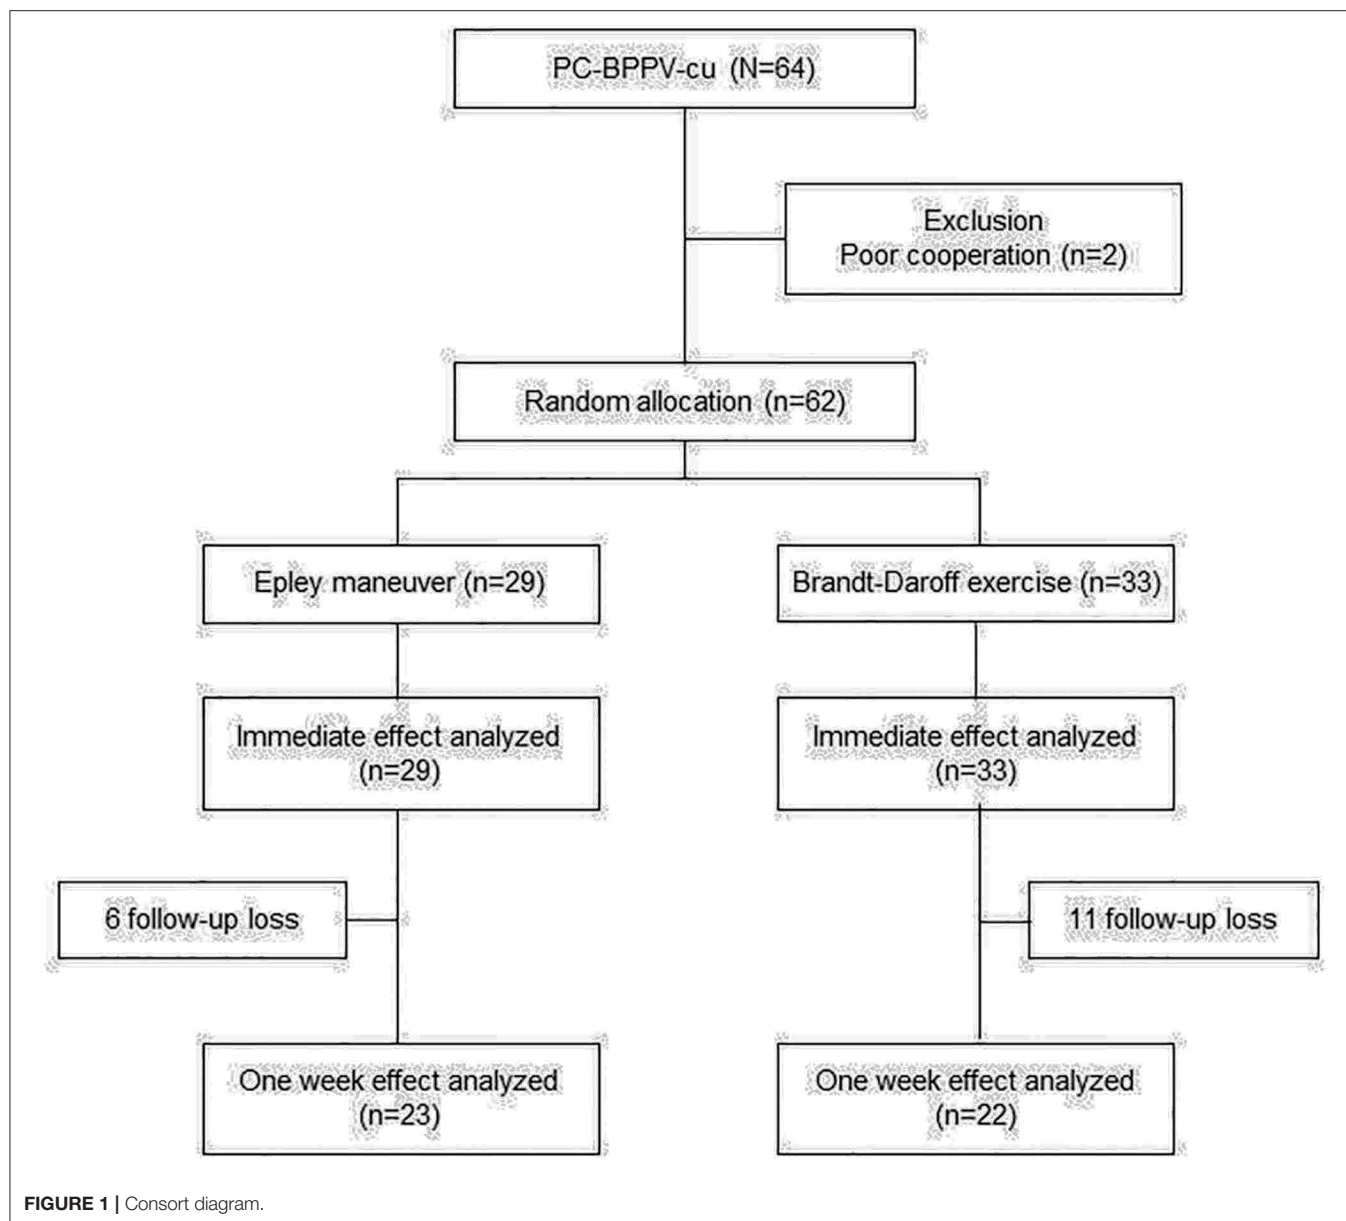 PC-BPPV-cu (N=64)
Exclusion
Poor cooperation (n=2)
Random allocation (n=62)
Epley maneuver (n=29)
Brandt-Daroff exercise (n=33)
Immediate effect analyzed
(n=29)
Immediate effect analyzed
(n=33)
6 follow-up loss
11 follow-up loss
One week effect analyzed
(n=23)
One week effect analyzed
(n=22)
FIGURE 1 | Consort diagram.